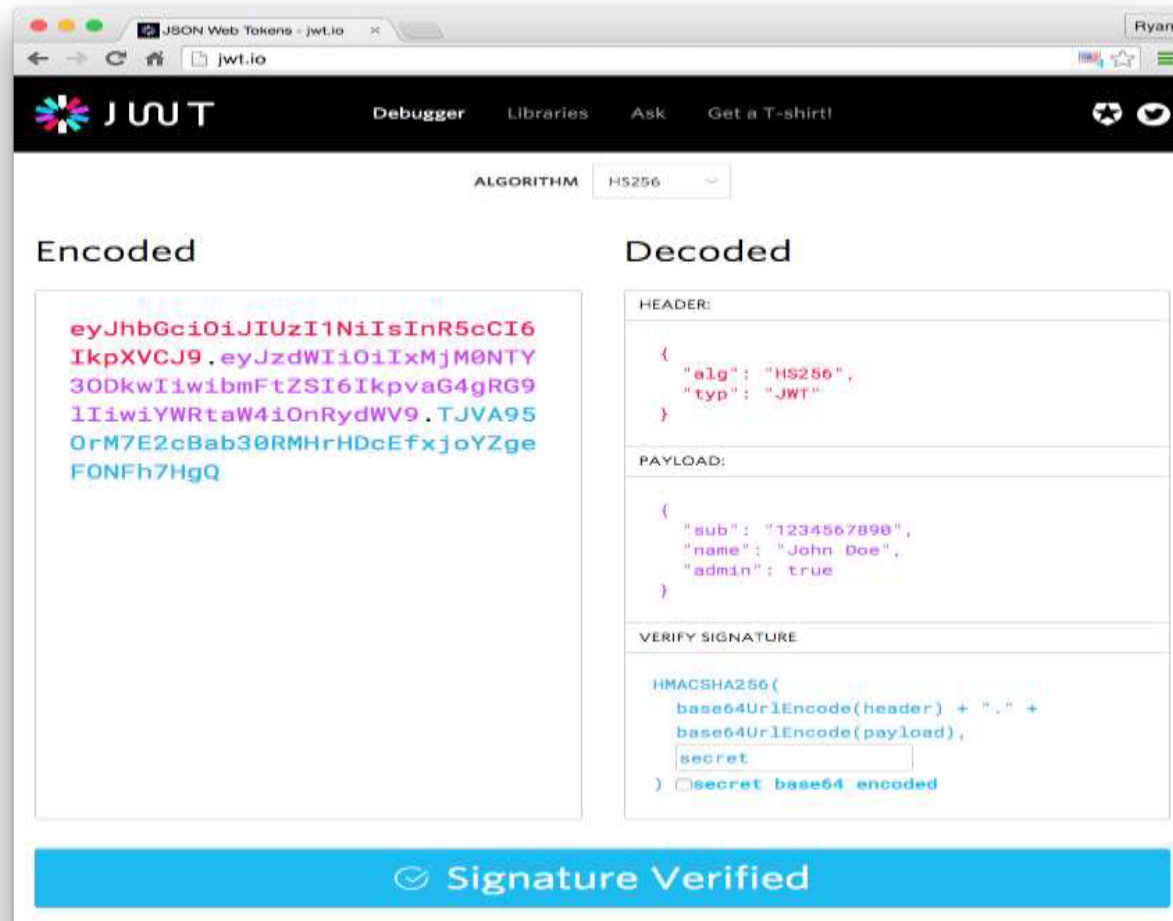 JSON Web Tokens - jwt.io
Ryan
jwt.io
JWT
Debugger Libraries Ask Get a T-shirt!
ALGORITHM HS256
Encoded
eyJhbGciOiJIUzI1NiIsInR5cCI6
IkpXVCJ9.eyJzdWIiOiIxMjM0NTY
3ODkwIiwibmFtZSI6IkpvaG4gRG9
lIiwiYWRtaW4iOnRydWV9.TJVA95
OrM7E2cBab30RMHrHDcEfxjoYZge
FONFh7HgQ
Decoded
HEADER:
{
"alg": "HS256",
"typ": "JWT"
}
PAYLOAD:
{
"sub": "1234567890",
"name": "John Doe",
"admin": true
}
VERIFY SIGNATURE
HMACSHA256(
base64UrlEncode(header) + "." +
base64UrlEncode(payload),
secret
) secret base64 encoded
Signature Verified